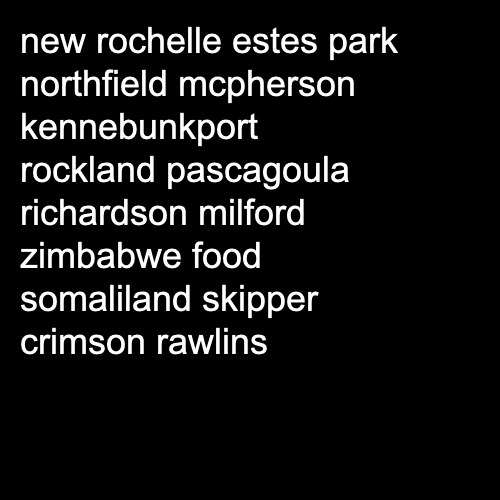 new rochelle estes park
northfield mcpherson
kennebunkport
rockland pascagoula
richardson milford
zimbabwe food
somaliland skipper
crimson rawlins